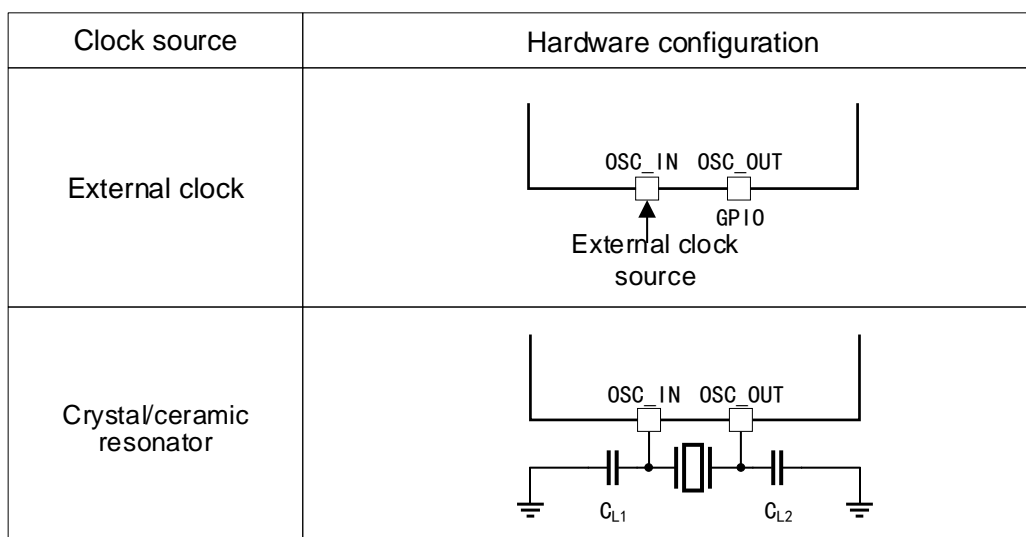 Clock source
Hardware configuration
External clock
OSC_IN OSC_OUT
GPIO
External clock
source
Crystal/ceramic
resonator
OSC_IN OSC_OUT
CL1
CL2